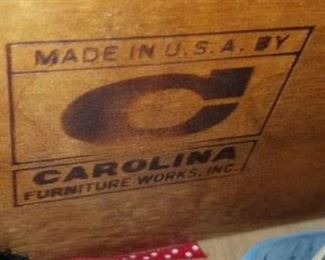 MADE IN U.S.A. BY
C
CAROLINA
FURNITURE WORKS, INC.